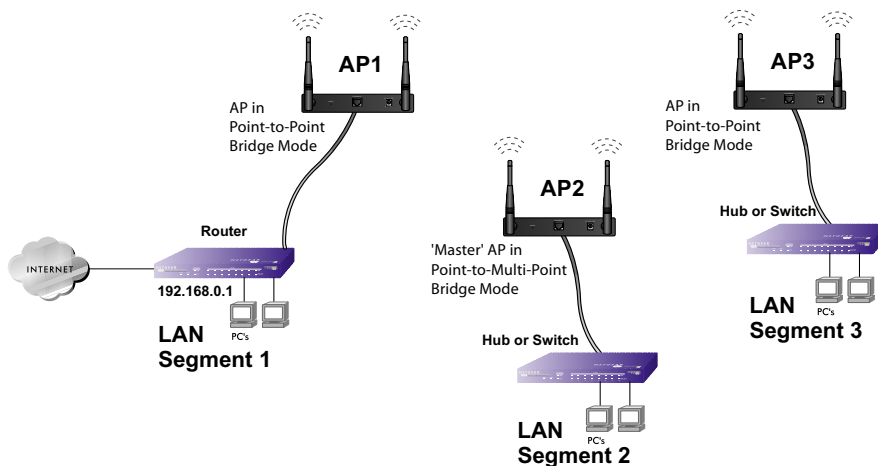 AP1
AP in
Point-to-Point
Bridge Mode
Router
INTERNET
192.168.0.1
PC's
LAN
Segment 1
AP2
'Master' AP in
Point-to-Multi-Point
Bridge Mode
Hub or Switch
PC's
LAN
Segment 2
AP3
AP in
Point-to-Point
Bridge Mode
Hub or Switch
PC's
LAN
Segment 3